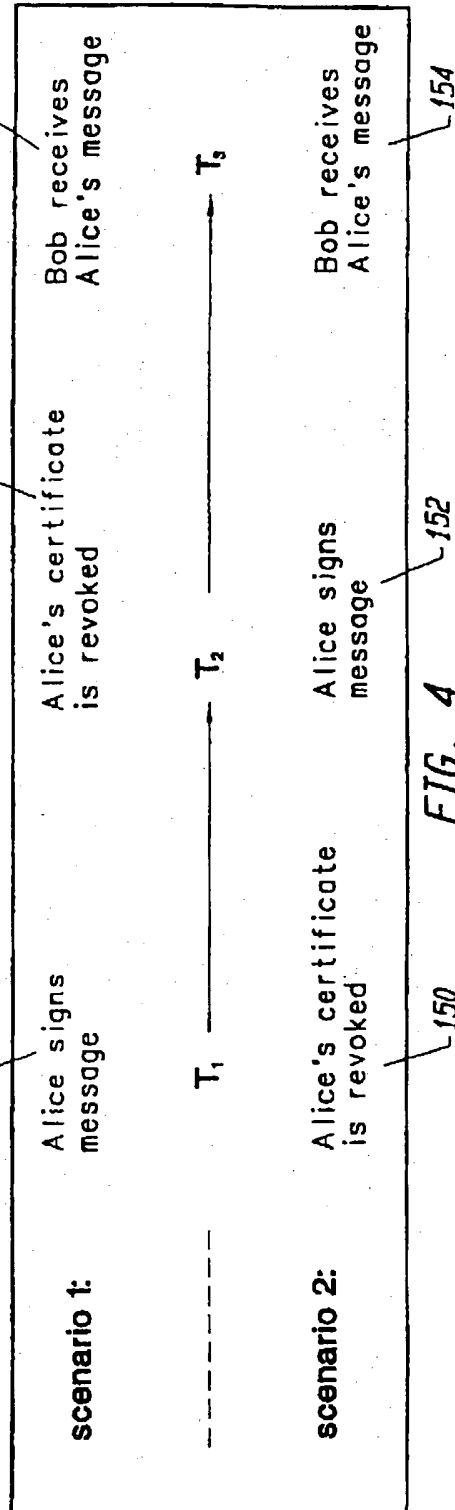 scenario 1:
Alice signs
message
Alice's certificate
is revoked
Bob receives
Alice's message
T₁
T₂
T₃
scenario 2:
Alice's certificate
is revoked
Alice signs
message
Bob receives
Alice's message
150
152
154
FIG. 4